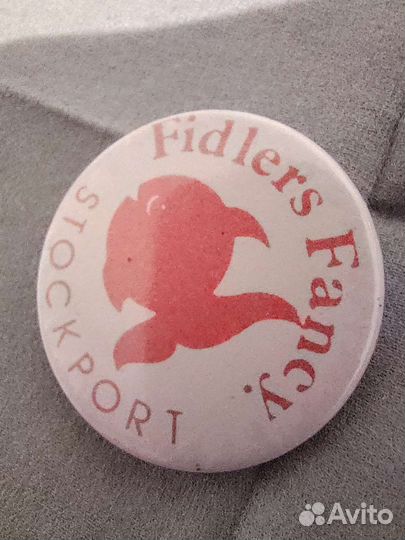 Fidlers Fancy.
STOCKPORT
Avito